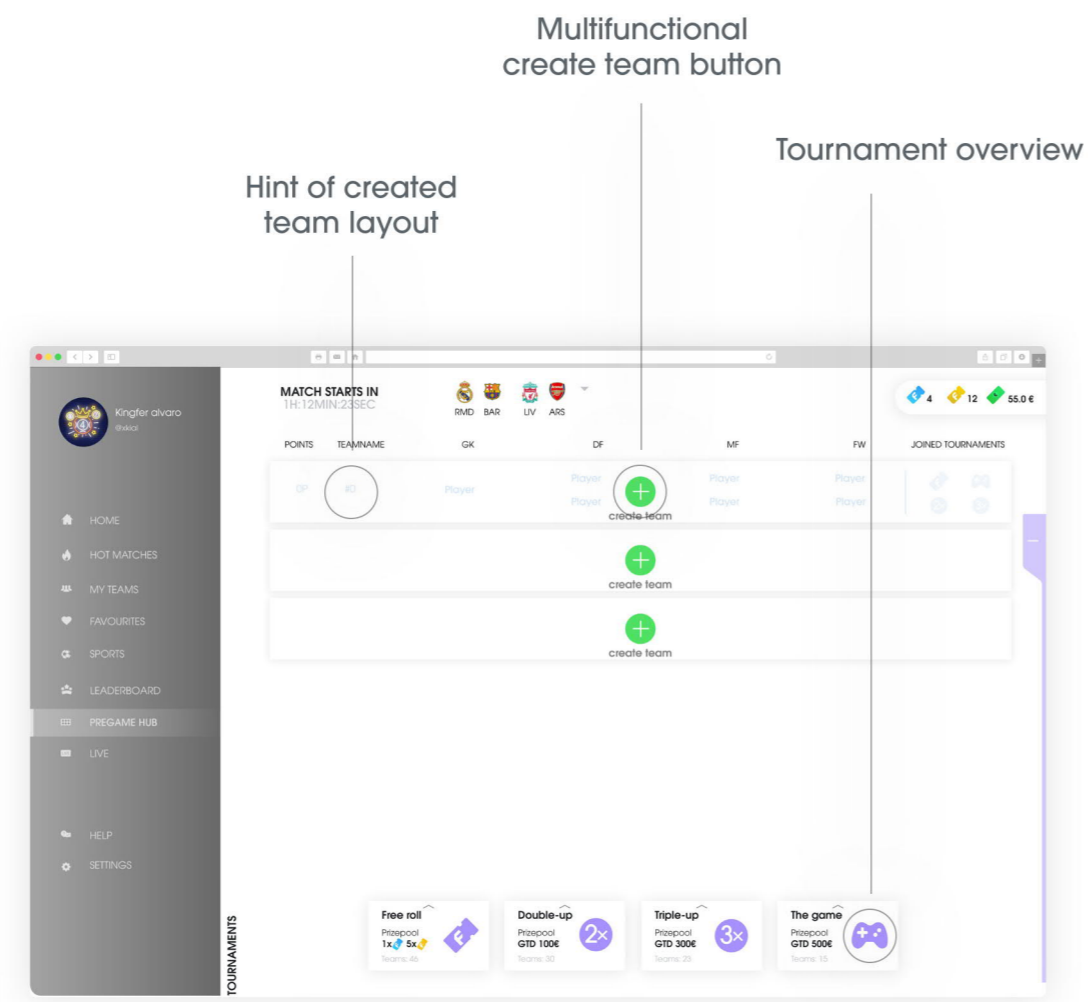 Multifunctional
create team button
Tournament overview
Hint of created
team layout
Kingfer alvaro
@xkial
HOME
HOT MATCHES
MY TEAMS
FAVOURITES
SPORTS
LEADERBOARD
PREGAME HUB
LIVE
HELP
SETTINGS
MATCH STARTS IN
1H:12MIN:23SEC
RMD BAR LIV ARS
4 12 55.0 €
POINTS TEAMNAME GK DF MF FW JOINED TOURNAMENTS
0P #0 Player Player Player Player
Player Player Player
create team
create team
create team
TOURNAMENTS
Free roll
Prizepool
1x 5x
Teams: 46
F
Double-up
Prizepool
GTD 100€
Teams: 30
2x
Triple-up
Prizepool
GTD 300€
Teams: 25
3x
The game
Prizepool
GTD 500€
Teams: 15